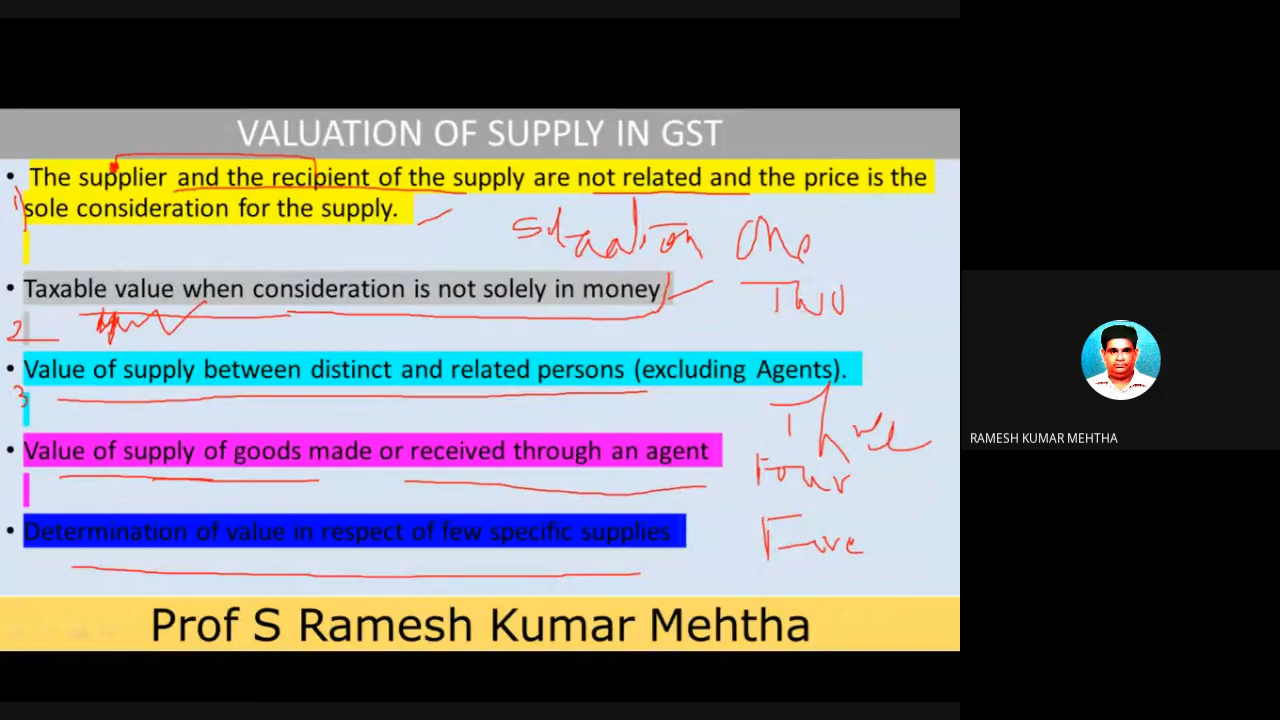 VALUATION OF SUPPLY IN GST
• The supplier and the recipient of the supply are not related and the price is the
sole consideration for the supply.
1)
Situation One
• Taxable value when consideration is not solely in money
Two
2
• Value of supply between distinct and related persons (excluding Agents).
3
Three
• Value of supply of goods made or received through an agent
Four
• Determination of value in respect of few specific supplies
Five
Prof S Ramesh Kumar Mehtha
RAMESH KUMAR MEHTHA